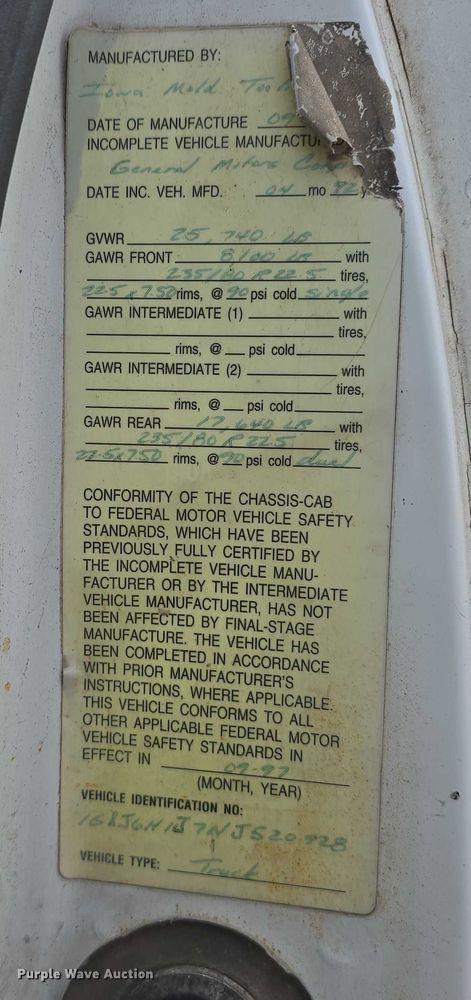 MANUFACTURED BY:
Iowa Mold
DATE OF MANUFACTURE 09
INCOMPLETE VEHICLE MANUFACTU
General Motors
DATE INC. VEH. MFD. 04 mo 92
GVWR 25,740 LB
GAWR FRONT 8100 LB with
235/80 R 22.5 tires,
22.5 x 7.50 rims, @ 90 psi cold single
GAWR INTERMEDIATE (1) with
tires,
rims, @ psi cold
GAWR INTERMEDIATE (2) with
tires,
rims, @ psi cold
GAWR REAR 17,640 LB with
235/80 R 22.5 tires,
22.5x7.50 rims, @ 90 psi cold dual
CONFORMITY OF THE CHASSIS-CAB
TO FEDERAL MOTOR VEHICLE SAFETY
STANDARDS, WHICH HAVE BEEN
PREVIOUSLY FULLY CERTIFIED BY
THE INCOMPLETE VEHICLE MANU-
FACTURER OR BY THE INTERMEDIATE
VEHICLE MANUFACTURER, HAS NOT
BEEN AFFECTED BY FINAL-STAGE
MANUFACTURE. THE VEHICLE HAS
BEEN COMPLETED IN ACCORDANCE
WITH PRIOR MANUFACTURER'S
INSTRUCTIONS, WHERE APPLICABLE.
THIS VEHICLE CONFORMS TO ALL
OTHER APPLICABLE FEDERAL MOTOR
VEHICLE SAFETY STANDARDS IN
EFFECT IN 09-92
(MONTH, YEAR)
VEHICLE IDENTIFICATION NO:
VEHICLE TYPE: Truck
Purple Wave Auction